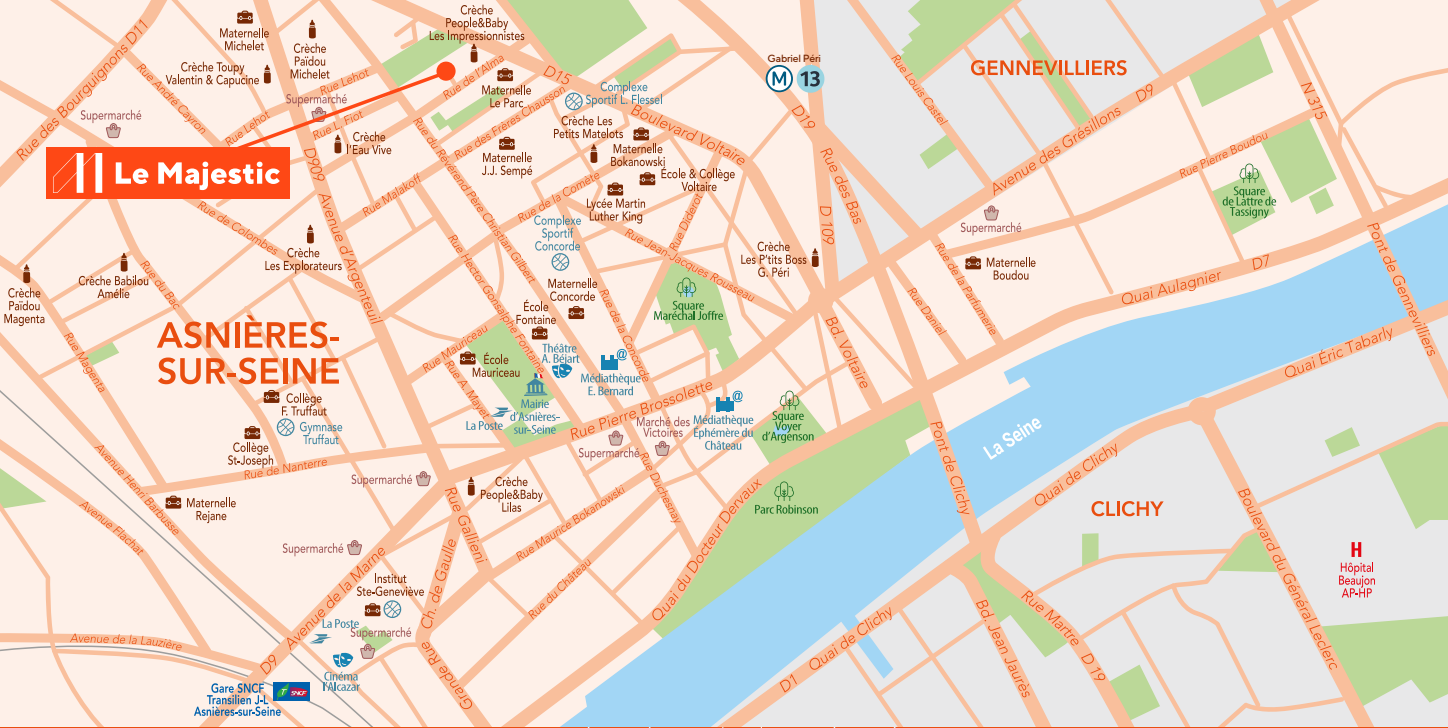 Crèche
People&Baby
Les Impressionnistes
Maternelle
Michelet
Crèche
Païdou
Michelet
Crèche Toupy
Valentin & Capucine
Rue des Bourguignons D11
Rue André Cayron
Rue Lehot
Rue Lehot
Supermarché
Supermarché
Rue L. Fiot
Crèche
l'Eau Vive
Rue de l'Alma
Maternelle
Le Parc
D15
Complexe
Sportif L. Flessel
Gabriel Péri
M 13
GENNEVILLIERS
Rue Louis Castel
D9
N 315
D19
Boulevard Voltaire
Rue des Frères Chausson
Crèche Les
Petits Matelots
Maternelle
Bokanowski
Maternelle
J.J. Sempé
École & Collège
Voltaire
Lycée Martin
Luther King
Le Majestic
D909 Avenue d'Argenteuil
Rue Malakoff
Rue du Révérend Père Christian Gilbert
Rue de la Comète
Rue Diderot
Rue des Bas
D 109
Avenue des Grésillons
Rue Pierre Boudou
Square
de Lattre de
Tassigny
Supermarché
Rue de Colombes
Crèche
Les Explorateurs
Complexe
Sportif
Concorde
Rue Jean-Jacques Rousseau
Crèche
Les P'tits Boss
G. Péri
Maternelle
Boudou
Rue de la Parfumerie
Rue Daniel
Quai Aulagnier
D7
Pont de Gennevilliers
Crèche Babilou
Amélie
Rue du Bac
Crèche
Païdou
Magenta
Rue Magenta
ASNIÈRES-
SUR-SEINE
Rue Hector Gonsalphe Fontaine
Maternelle
Concorde
École
Fontaine
Rue de la Concorde
Square
Maréchal Joffre
Bd. Voltaire
Quai Éric Tabarly
Rue Mauriceau
École
Mauriceau
Rue A. Mayet
Théâtre
A. Béjart
@
Médiathèque
E. Bernard
Mairie
d'Asnières-
sur-Seine
La Poste
Rue Pierre Brossolette
@
Médiathèque
Éphémère du
Château
Square
Voyer
d'Argenson
Marché des
Victoires
Supermarché
Collège
F. Truffaut
Gymnase
Truffaut
Collège
St-Joseph
Rue de Nanterre
Supermarché
Avenue Henri Barbusse
Avenue Flachat
Maternelle
Rejane
Crèche
People&Baby
Lilas
Rue Gallieni
Rue Maurice Bokanowski
Rue Duchesnay
Parc Robinson
Pont de Clichy
La Seine
Quai de Clichy
CLICHY
Boulevard du Général Leclerc
H
Hôpital
Beaujon
AP-HP
Supermarché
Avenue de la Marne
Ch. de Gaulle
Rue du Château
Quai du Docteur Dervaux
Institut
Ste-Geneviève
La Poste
Supermarché
Cinéma
l'Alcazar
Avenue de la Lauzière
D9
Grande Rue
Gare SNCF
Transilien J-L
Asnières-sur-Seine
T SNCF
D1 Quai de Clichy
Bd. Jean Jaurès
Rue Martre D 19